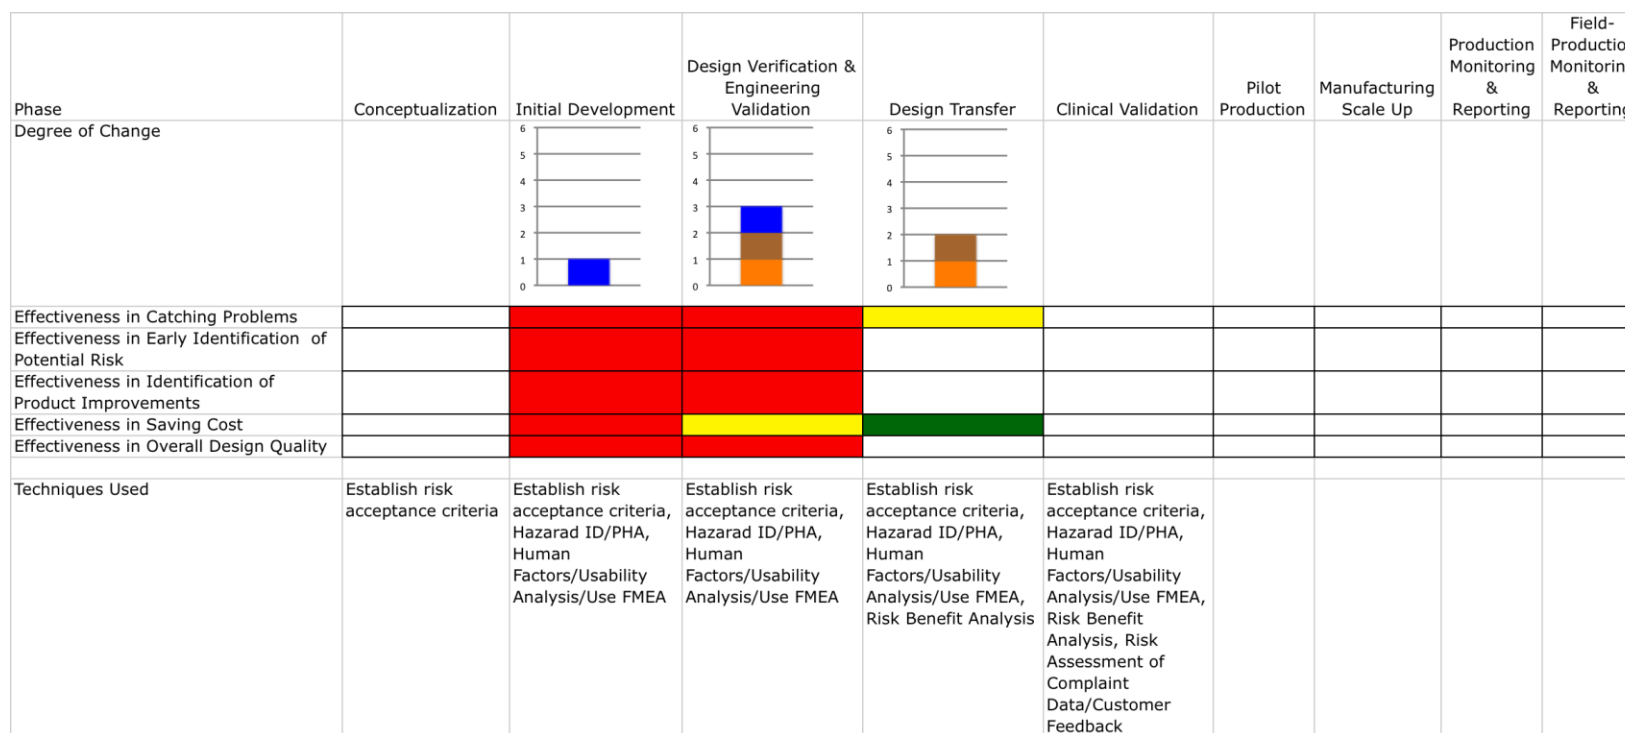 Phase
Conceptualization
Initial Development
Design Verification &
Engineering
Validation
Design Transfer
Clinical Validation
Pilot
Production
Manufacturing
Scale Up
Production
Monitoring
&
Reporting
Field-
Productio
Monitorin
&
Reporting
Degree of Change
6
5
4
3
2
1
0
6
5
4
3
2
1
0
6
5
4
3
2
1
0
Effectiveness in Catching Problems
Effectiveness in Early Identification of
Potential Risk
Effectiveness in Identification of
Product Improvements
Effectiveness in Saving Cost
Effectiveness in Overall Design Quality
Techniques Used
Establish risk
acceptance criteria
Establish risk
acceptance criteria,
Hazarad ID/PHA,
Human
Factors/Usability
Analysis/Use FMEA
Establish risk
acceptance criteria,
Hazarad ID/PHA,
Human
Factors/Usability
Analysis/Use FMEA
Establish risk
acceptance criteria,
Hazarad ID/PHA,
Human
Factors/Usability
Analysis/Use FMEA,
Risk Benefit Analysis
Establish risk
acceptance criteria,
Hazarad ID/PHA,
Human
Factors/Usability
Analysis/Use FMEA,
Risk Benefit
Analysis, Risk
Assessment of
Complaint
Data/Customer
Feedback